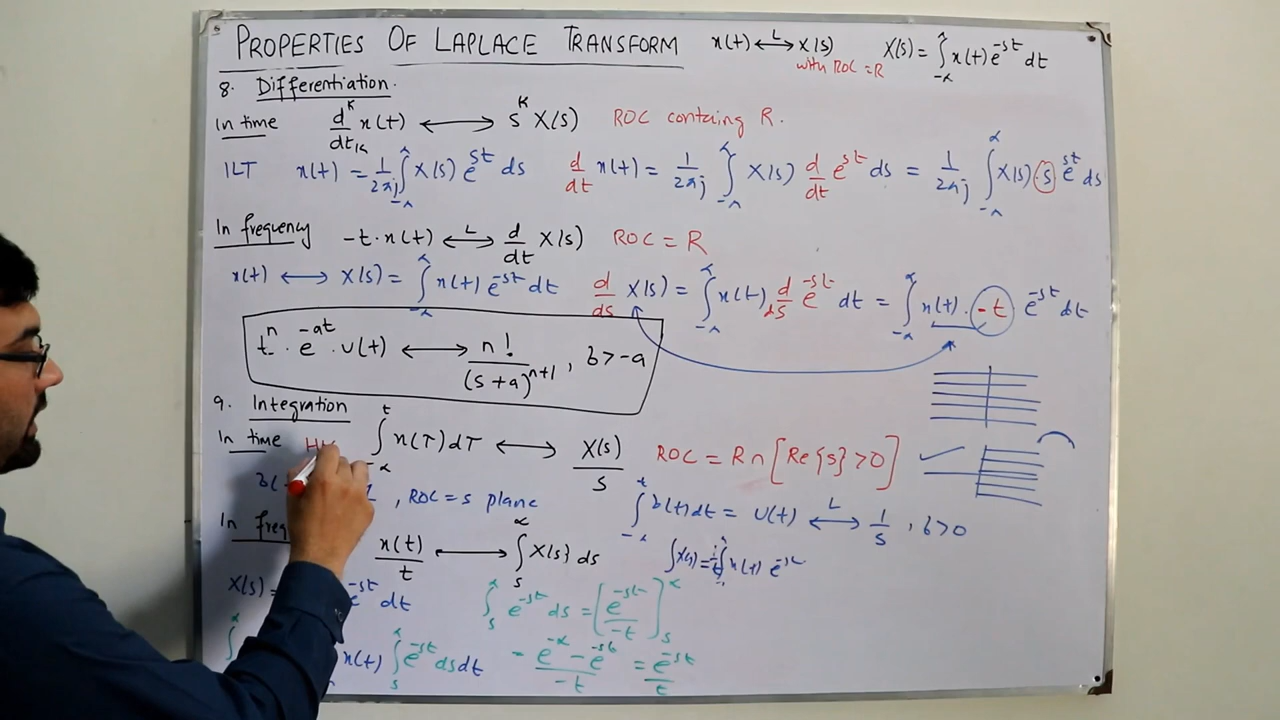 PROPERTIES OF LAPLACE TRANSFORM x(t) <-L-> X(s) X(s) = ∫_{-∞}^{∞} x(t) e^{-st} dt
with ROC = R
8. Differentiation.
In time d^K/dt^K x(t) ⟷ s^K X(s) ROC containg R.
ILT x(t) = 1/2πj ∫_{-∞}^{∞} X(s) e^{st} ds d/dt x(t) = 1/2πj ∫_{-∞}^{∞} X(s) d/dt e^{st} ds = 1/2πj ∫_{-∞}^{∞} X(s)·s e^{st} ds
In frequency -t·x(t) <-L-> d/dt X(s) ROC = R
x(t) ⟷ X(s) = ∫_{-∞}^{∞} x(t) e^{-st} dt d/ds X(s) = ∫_{-∞}^{∞} x(t) d/ds e^{-st} dt = ∫_{-∞}^{∞} x(t)·-t e^{-st} dt
t^n · e^{-at} · u(t) ⟷ n!/(s+a)^{n+1}, σ > -a
9. Integration
In time ∫_{-∞}^{t} x(τ) dτ ⟷ X(s)/s ROC = R∩[Re{s} > 0]
, ROC = s plane ∫_{-∞}^{t} δ(t) dt = u(t) <-L-> 1/s, σ > 0
In x(t)/t ⟷ ∫_{s}^{∞} X(s) ds
X(s) = e^{-st} dt ∫_{s}^{∞} e^{-st} ds = [e^{-st}/-t]_{s}^{∞}
x(t) ∫_{s}^{∞} e^{-st} ds dt = e^{-∞} - e^{-st}/-t = e^{-st}/t